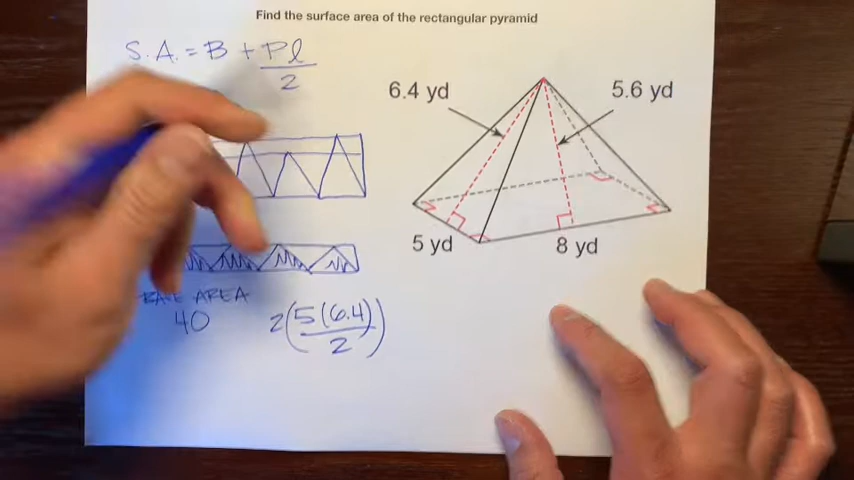 Find the surface area of the rectangular pyramid
S.A. = B + Pl
2
6.4 yd
5.6 yd
5 yd
8 yd
BASE AREA
40
2(5(6.4)
2)